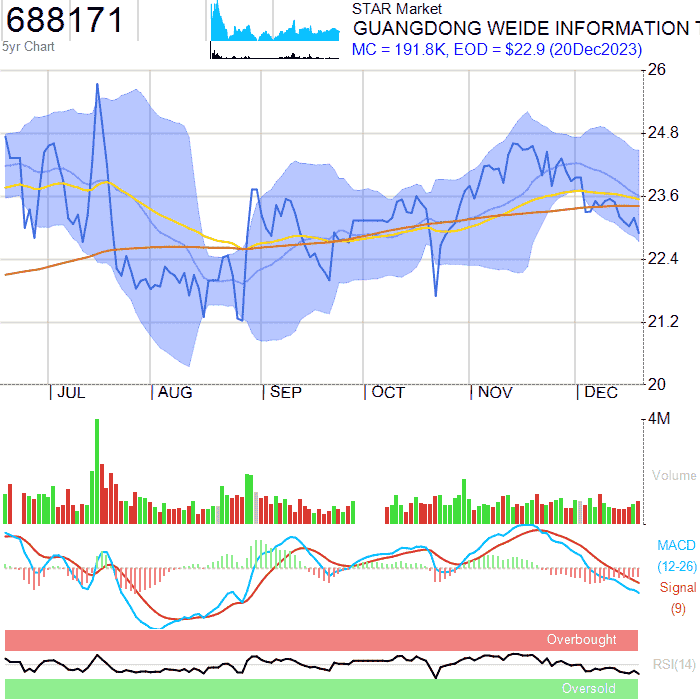 688171
5yr Chart
STAR Market
GUANGDONG WEIDE INFORMATION T
MC = 191.8K, EOD = $22.9 (20Dec2023)
26
24.8
23.6
22.4
21.2
20
JUL AUG SEP OCT NOV DEC
4M
Volume
MACD
(12-26)
Signal
(9)
Overbought
RSI(14)
Oversold